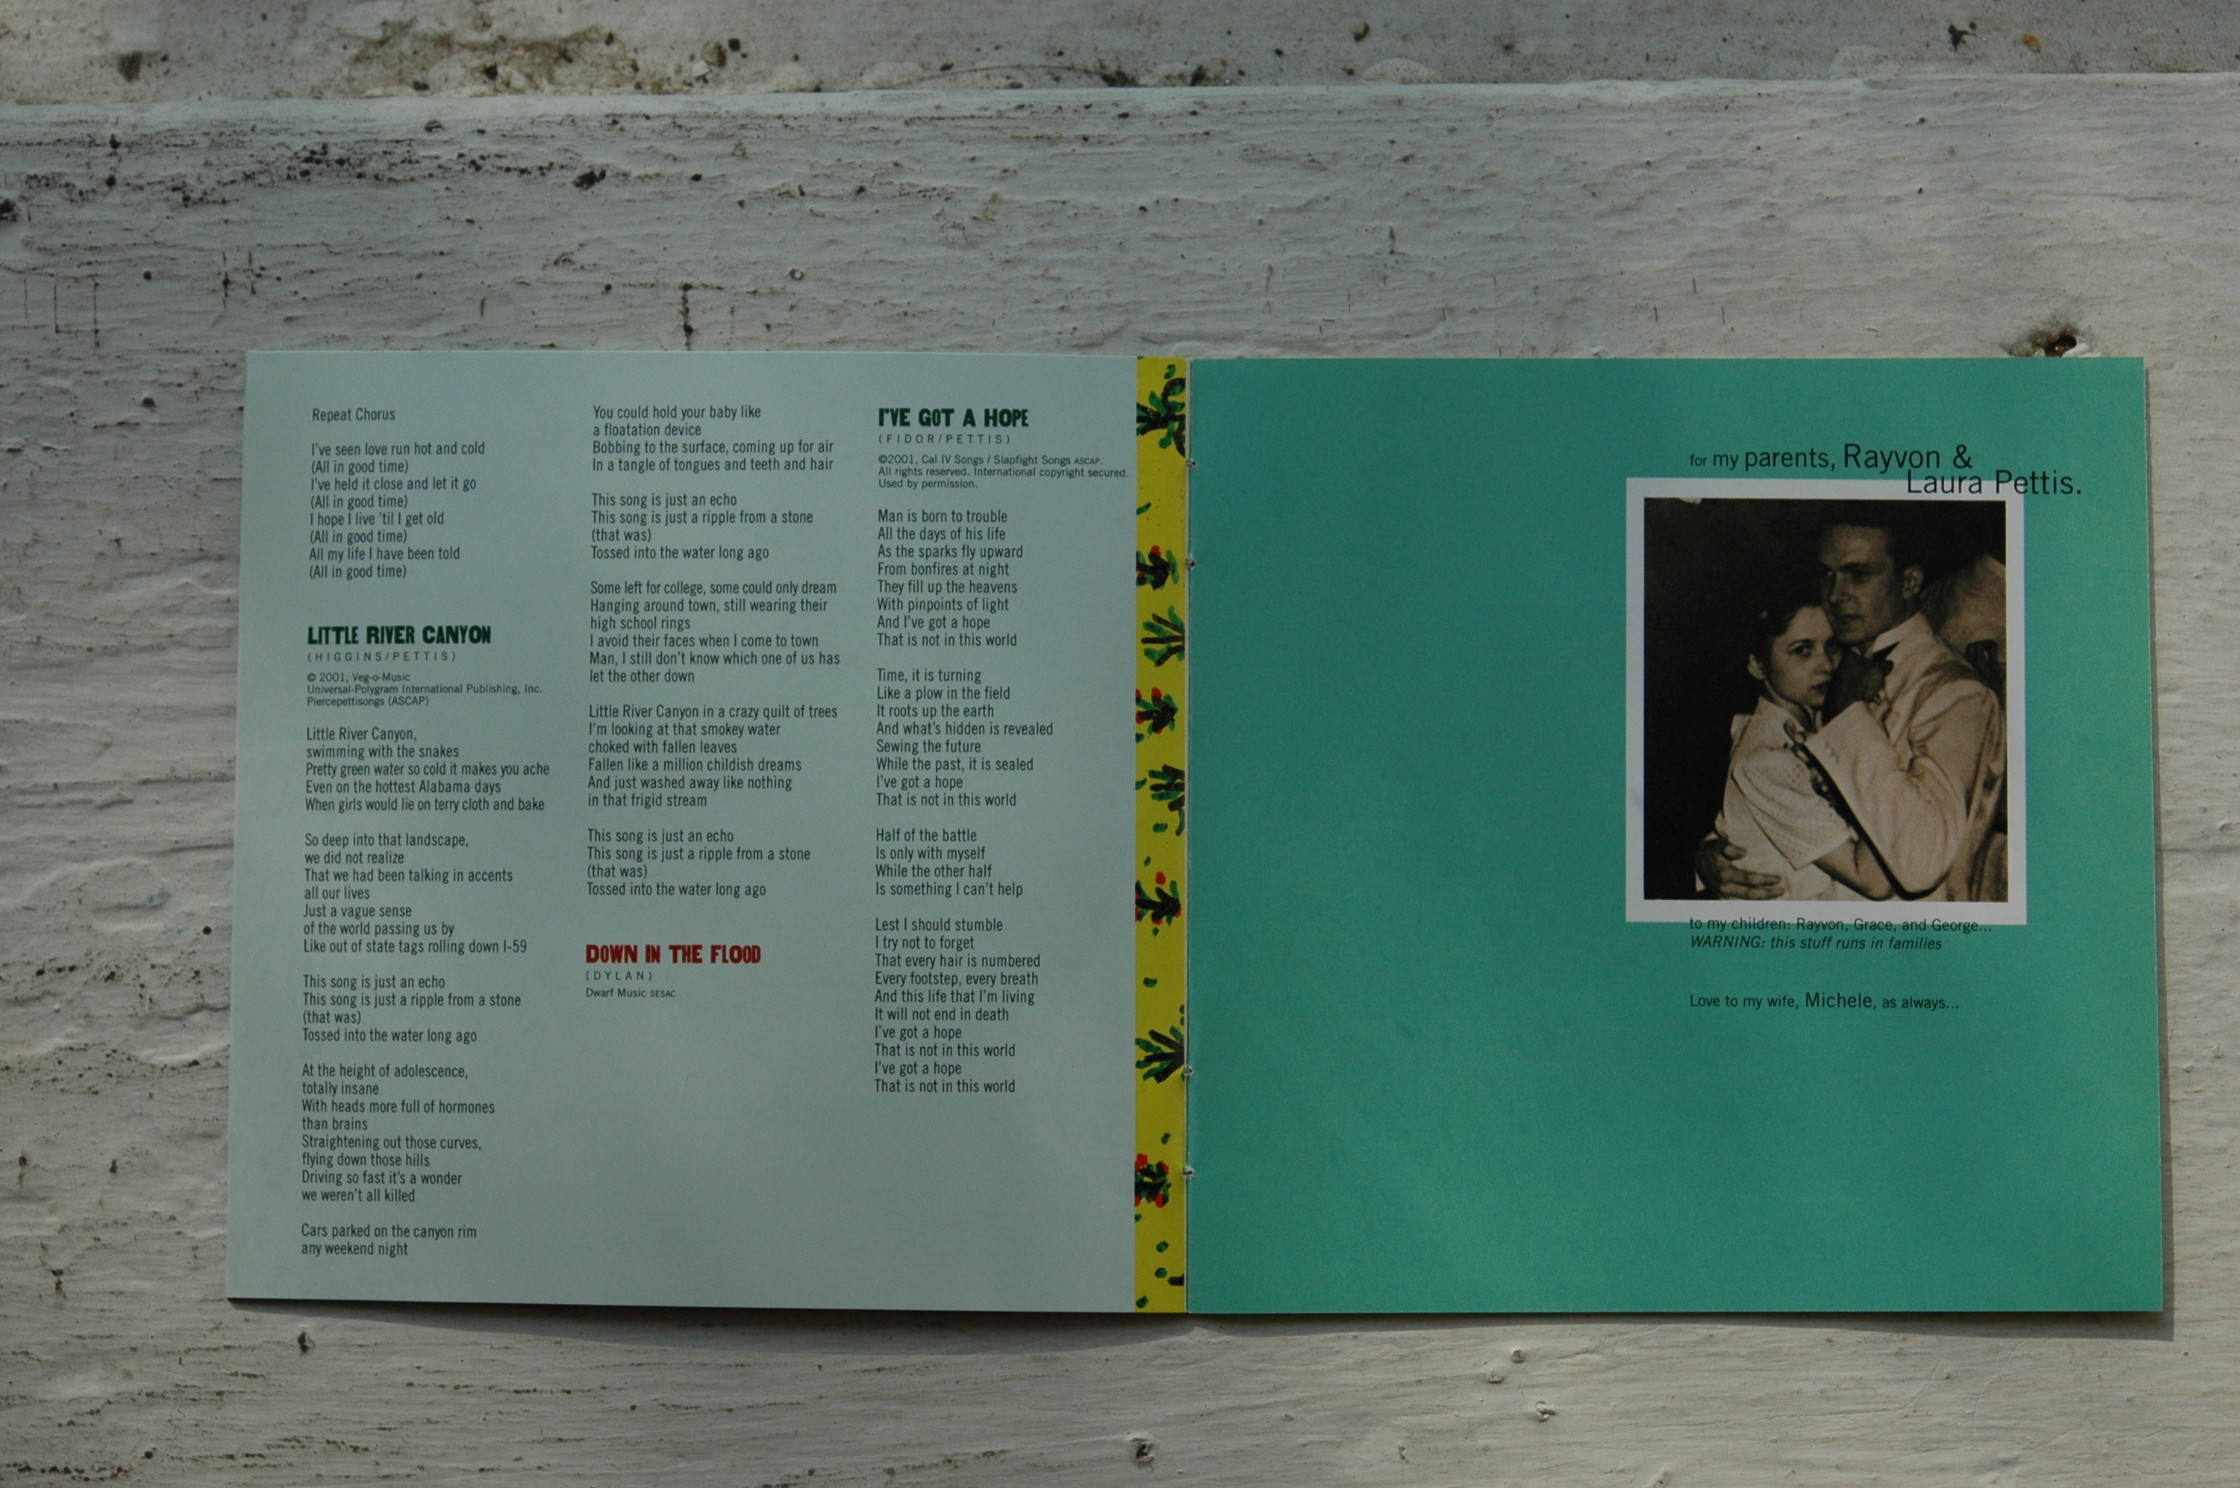 Repeat Chorus
I've seen love run hot and cold
(All in good time)
I've held it close and let it go
(All in good time)
I hope I live 'til I get old
(All in good time)
All my life I have been told
(All in good time)
LITTLE RIVER CANYON
(HIGGINS/PETTIS)
© 2001, Veg-o-Music
Universal-Polygram International Publishing, Inc.
Piercepettisongs (ASCAP)
Little River Canyon,
swimming with the snakes
Pretty green water so cold it makes you ache
Even on the hottest Alabama days
When girls would lie on terry cloth and bake
So deep into that landscape,
we did not realize
That we had been talking in accents
all our lives
Just a vague sense
of the world passing us by
Like out of state tags rolling down I-59
This song is just an echo
This song is just a ripple from a stone
(that was)
Tossed into the water long ago
At the height of adolescence,
totally insane
With heads more full of hormones
than brains
Straightening out those curves,
flying down those hills
Driving so fast it's a wonder
we weren't all killed
Cars parked on the canyon rim
any weekend night
You could hold your baby like
a floatation device
Bobbing to the surface, coming up for air
In a tangle of tongues and teeth and hair
This song is just an echo
This song is just a ripple from a stone
(that was)
Tossed into the water long ago
Some left for college, some could only dream
Hanging around town, still wearing their
high school rings
I avoid their faces when I come to town
Man, I still don't know which one of us has
let the other down
Little River Canyon in a crazy quilt of trees
I'm looking at that smokey water
choked with fallen leaves
Fallen like a million childish dreams
And just washed away like nothing
in that frigid stream
This song is just an echo
This song is just a ripple from a stone
(that was)
Tossed into the water long ago
DOWN IN THE FLOOD
(DYLAN)
Dwarf Music SESAC
I'VE GOT A HOPE
(FIDOR/PETTIS)
©2001, Cal IV Songs / Slapfight Songs ASCAP.
All rights reserved. International copyright secured.
Used by permission.
Man is born to trouble
All the days of his life
As the sparks fly upward
From bonfires at night
They fill up the heavens
With pinpoints of light
And I've got a hope
That is not in this world
Time, it is turning
Like a plow in the field
It roots up the earth
And what's hidden is revealed
Sewing the future
While the past, it is sealed
I've got a hope
That is not in this world
Half of the battle
Is only with myself
While the other half
Is something I can't help
Lest I should stumble
I try not to forget
That every hair is numbered
Every footstep, every breath
And this life that I'm living
It will not end in death
I've got a hope
That is not in this world
I've got a hope
That is not in this world
for my parents, Rayvon &
Laura Pettis.
to my children: Rayvon, Grace, and George...
WARNING: this stuff runs in families
Love to my wife, Michele, as always...